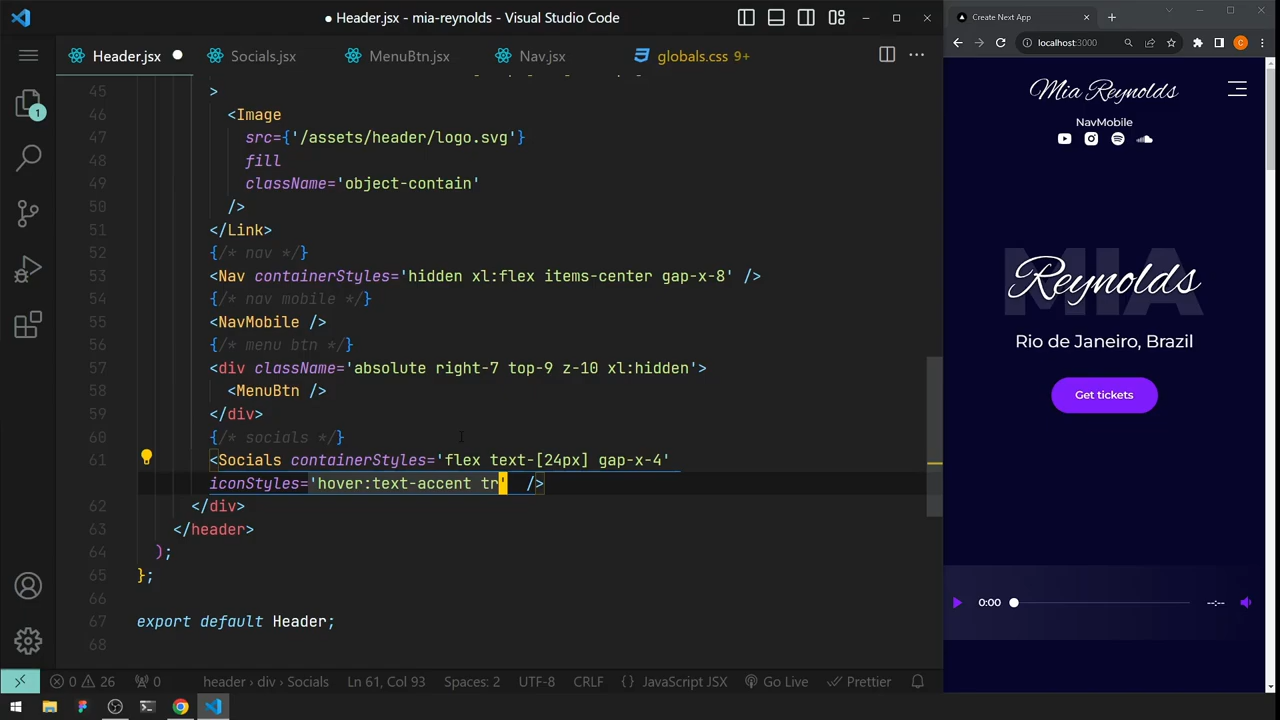 ● Header.jsx - mia-reynolds - Visual Studio Code
Header.jsx
Socials.jsx
MenuBtn.jsx
Nav.jsx
globals.css 9+
45 >
46 <Image
47 src={'/assets/header/logo.svg'}
48 fill
49 className='object-contain'
50 />
51 </Link>
52 {/* nav */}
53 <Nav containerStyles='hidden xl:flex items-center gap-x-8' />
54 {/* nav mobile */}
55 <NavMobile />
56 {/* menu btn */}
57 <div className='absolute right-7 top-9 z-10 xl:hidden'>
58 <MenuBtn />
59 </div>
60 {/* socials */}
61 <Socials containerStyles='flex text-[24px] gap-x-4'
iconStyles='hover:text-accent tr' />
62 </div>
63 </header>
64 );
65 };
66
67 export default Header;
68
1
0 26 0
header > div > Socials
Ln 61, Col 93
Spaces: 2
UTF-8
CRLF
{} JavaScript JSX
Go Live
Prettier
Create Next App
localhost:3000
C
Mia Reynolds
NavMobile
MIA
Reynolds
Rio de Janeiro, Brazil
Get tickets
0:00
--:--